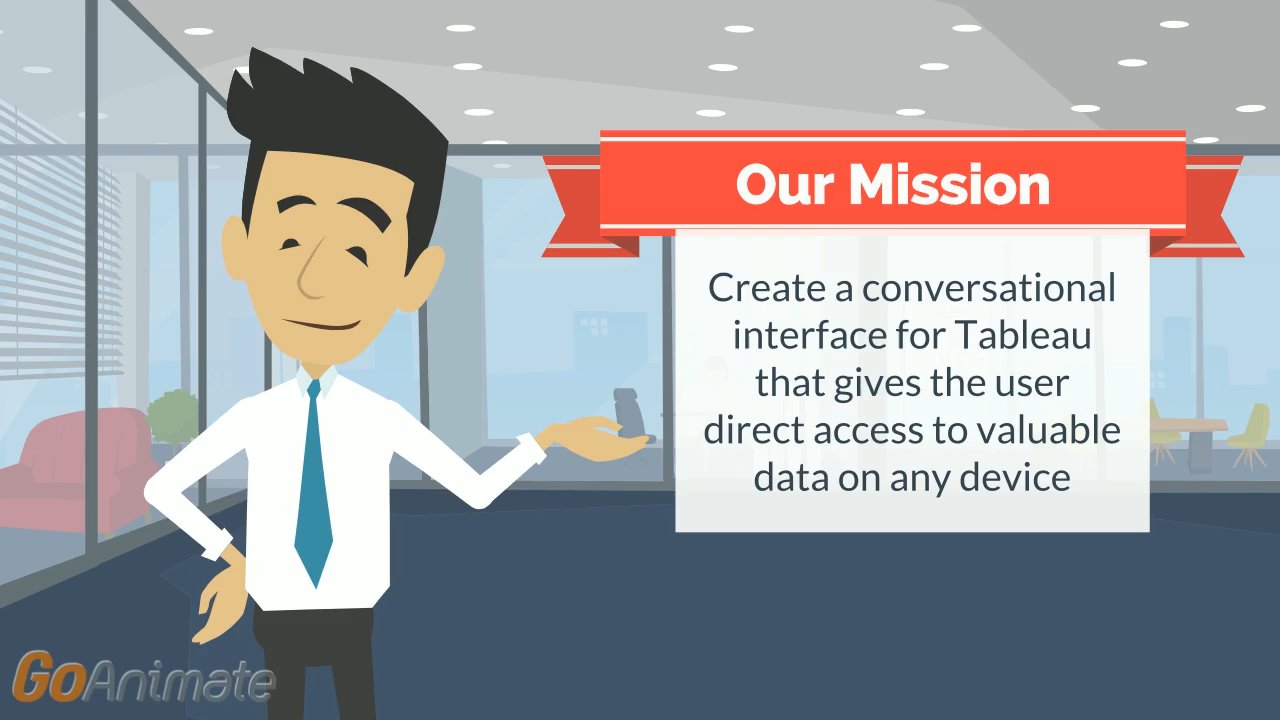 Our Mission
Create a conversational
interface for Tableau
that gives the user
direct access to valuable
data on any device
GoAnimate